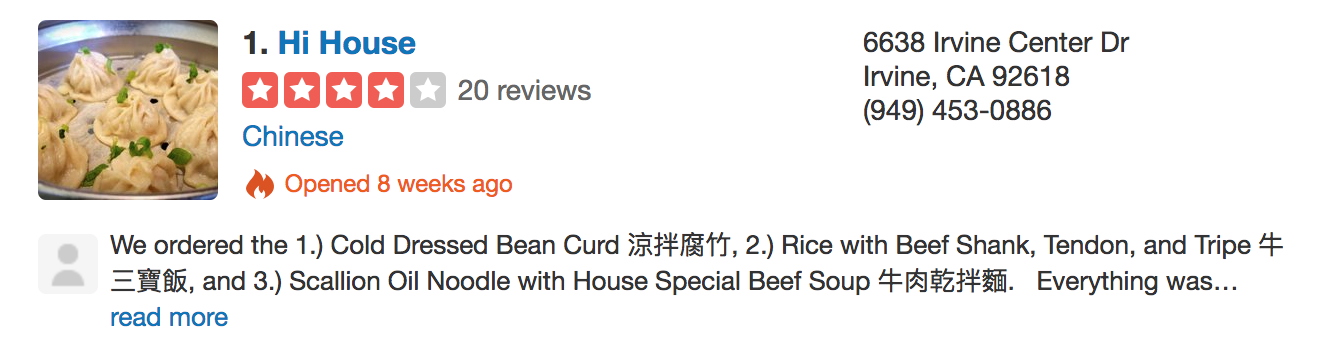 1. Hi House
20 reviews
Chinese
Opened 8 weeks ago
6638 Irvine Center Dr
Irvine, CA 92618
(949) 453-0886
We ordered the 1.) Cold Dressed Bean Curd 涼拌腐竹, 2.) Rice with Beef Shank, Tendon, and Tripe 牛
三寶飯, and 3.) Scallion Oil Noodle with House Special Beef Soup 牛肉乾拌麵.   Everything was…
read more